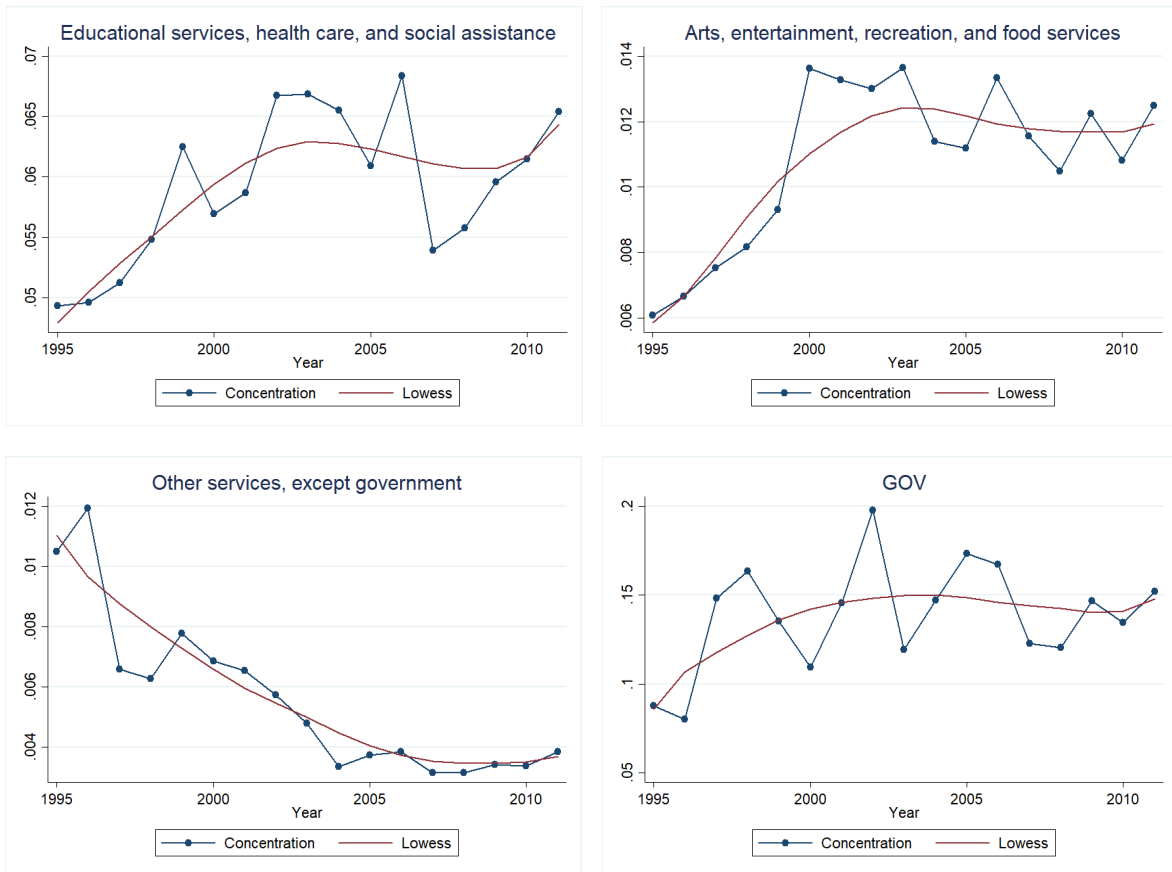 Educational services, health care, and social assistance
.07
.065
.06
.055
.05
1995 2000 2005 2010
Year
Concentration Lowess
Arts, entertainment, recreation, and food services
.014
.012
.01
.008
.006
1995 2000 2005 2010
Year
Concentration Lowess
Other services, except government
.012
.01
.008
.006
.004
1995 2000 2005 2010
Year
Concentration Lowess
GOV
.2
.15
.1
.05
1995 2000 2005 2010
Year
Concentration Lowess